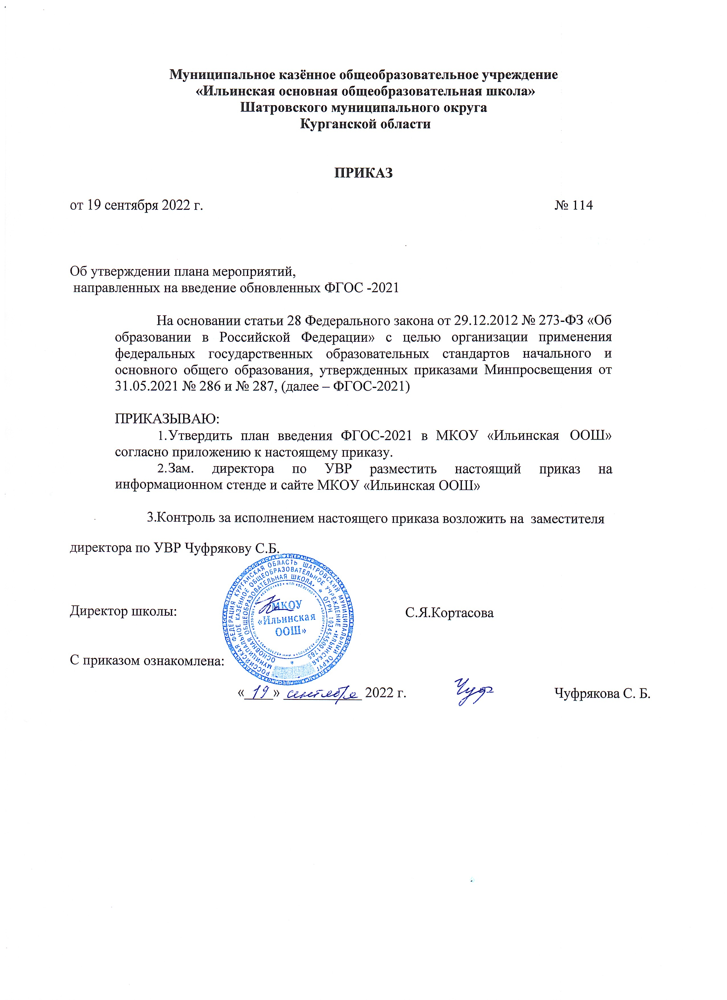 Муниципальное казённое общеобразовательное учреждение
«Ильинская основная общеобразовательная школа»
Шатровского муниципального округа
Курганской области
ПРИКАЗ
от 19 сентября 2022 г. № 114
Об утверждении плана мероприятий,
направленных на введение обновленных ФГОС -2021
На основании статьи 28 Федерального закона от 29.12.2012 № 273-ФЗ «Об
образовании в Российской Федерации» с целью организации применения
федеральных государственных образовательных стандартов начального и
основного общего образования, утвержденных приказами Минпросвещения от
31.05.2021 № 286 и № 287, (далее – ФГОС-2021)
ПРИКАЗЫВАЮ:
1.Утвердить план введения ФГОС-2021 в МКОУ «Ильинская ООШ»
согласно приложению к настоящему приказу.
2.Зам. директора по УВР разместить настоящий приказ на
информационном стенде и сайте МКОУ «Ильинская ООШ»
3.Контроль за исполнением настоящего приказа возложить на заместителя
директора по УВР Чуфрякову С.Б.
РОССИЙСКАЯ ФЕДЕРАЦИЯ КУРГАНСКАЯ ОБЛАСТЬ ШАТРОВСКИЙ МУНИЦИПАЛЬНЫЙ ОКРУГ
МУНИЦИПАЛЬНОЕ КАЗЁННОЕ ОБЩЕОБРАЗОВАТЕЛЬНОЕ УЧРЕЖДЕНИЕ «ИЛЬИНСКАЯ
ОСНОВНАЯ ОБЩЕОБРАЗОВАТЕЛЬНАЯ ШКОЛА» * ОГРН 1034545001765
МКОУ
«Ильинская
ООШ»
Директор школы: С.Я.Кортасова
С приказом ознакомлена:
«19» сентября 2022 г. Чуф Чуфрякова С. Б.